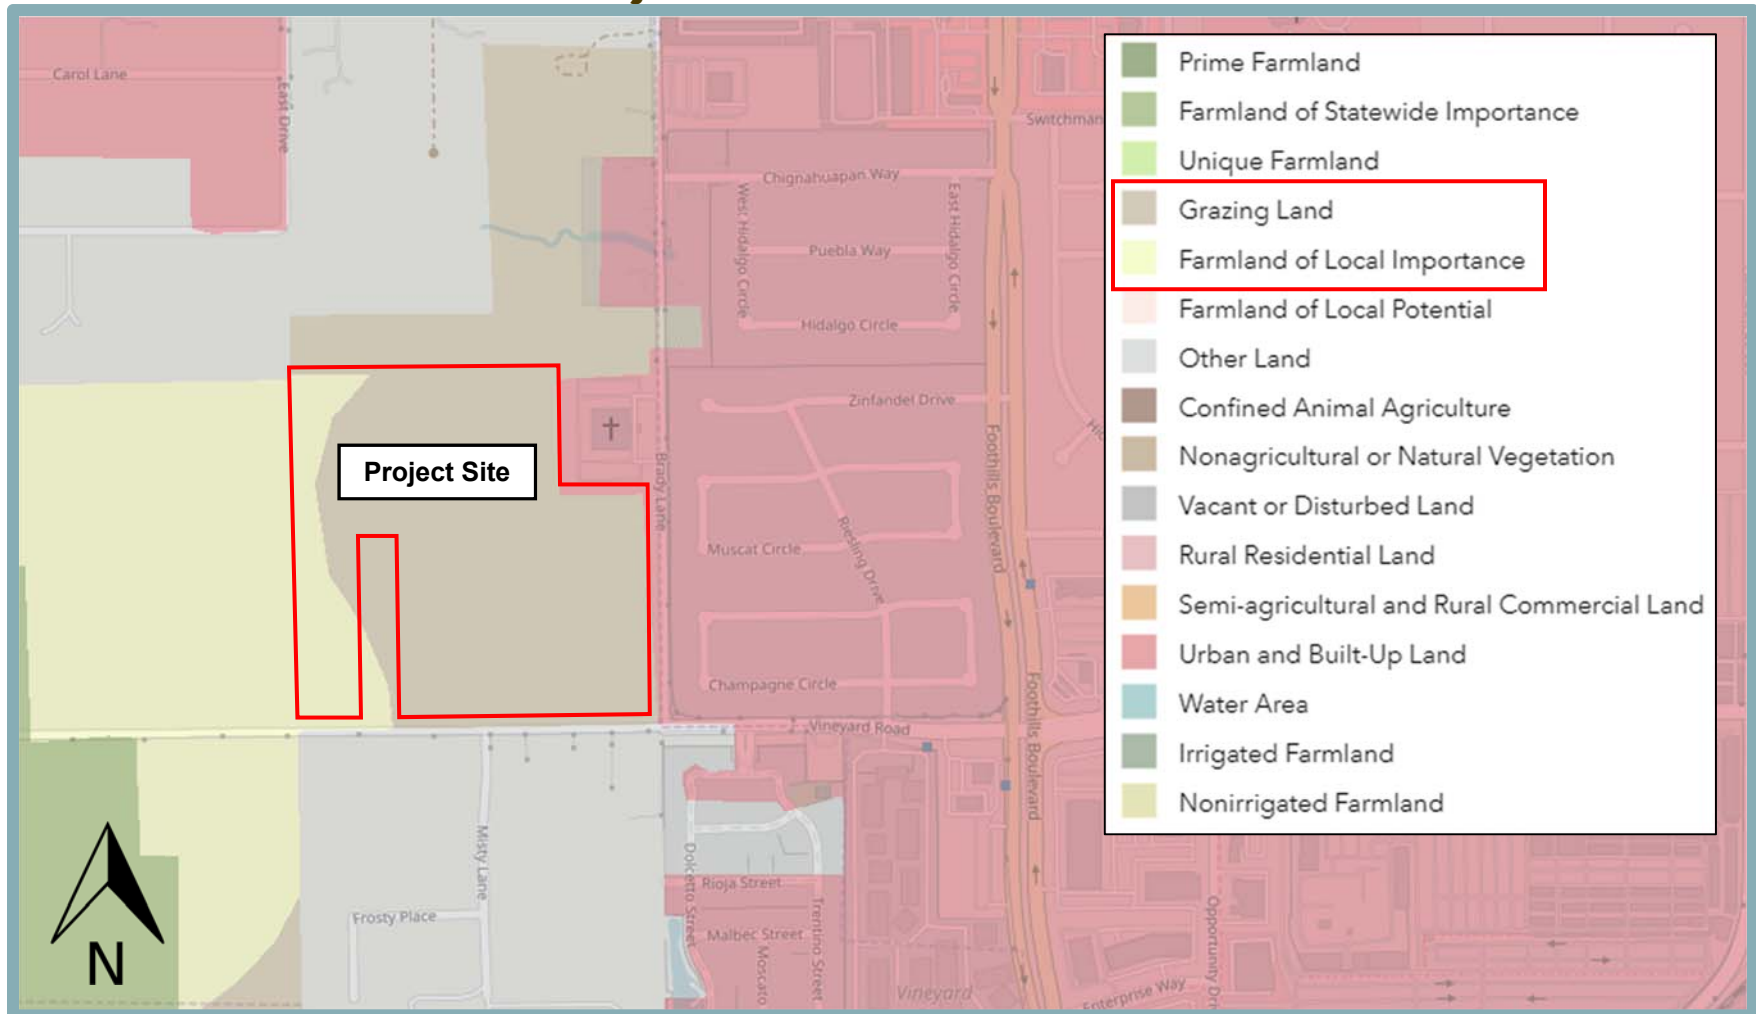 Carol Lane
East Drive
Switchman
Chignahuapan Way
West Hidalgo Circle
East Hidalgo Circle
Puebla Way
Hidalgo Circle
Zinfandel Drive
Foothills Boulevard
Brady Lane
Project Site
Riesling Drive
Muscat Circle
Champagne Circle
Vineyard Road
Foothills Boulevard
Misty Lane
Dolcetto Street
Rioja Street
Trentino Street
Frosty Place
Malbec Street
Moscato
Vineyard
Enterprise Way
Opportunity Dr
N
Prime Farmland
Farmland of Statewide Importance
Unique Farmland
Grazing Land
Farmland of Local Importance
Farmland of Local Potential
Other Land
Confined Animal Agriculture
Nonagricultural or Natural Vegetation
Vacant or Disturbed Land
Rural Residential Land
Semi-agricultural and Rural Commercial Land
Urban and Built-Up Land
Water Area
Irrigated Farmland
Nonirrigated Farmland